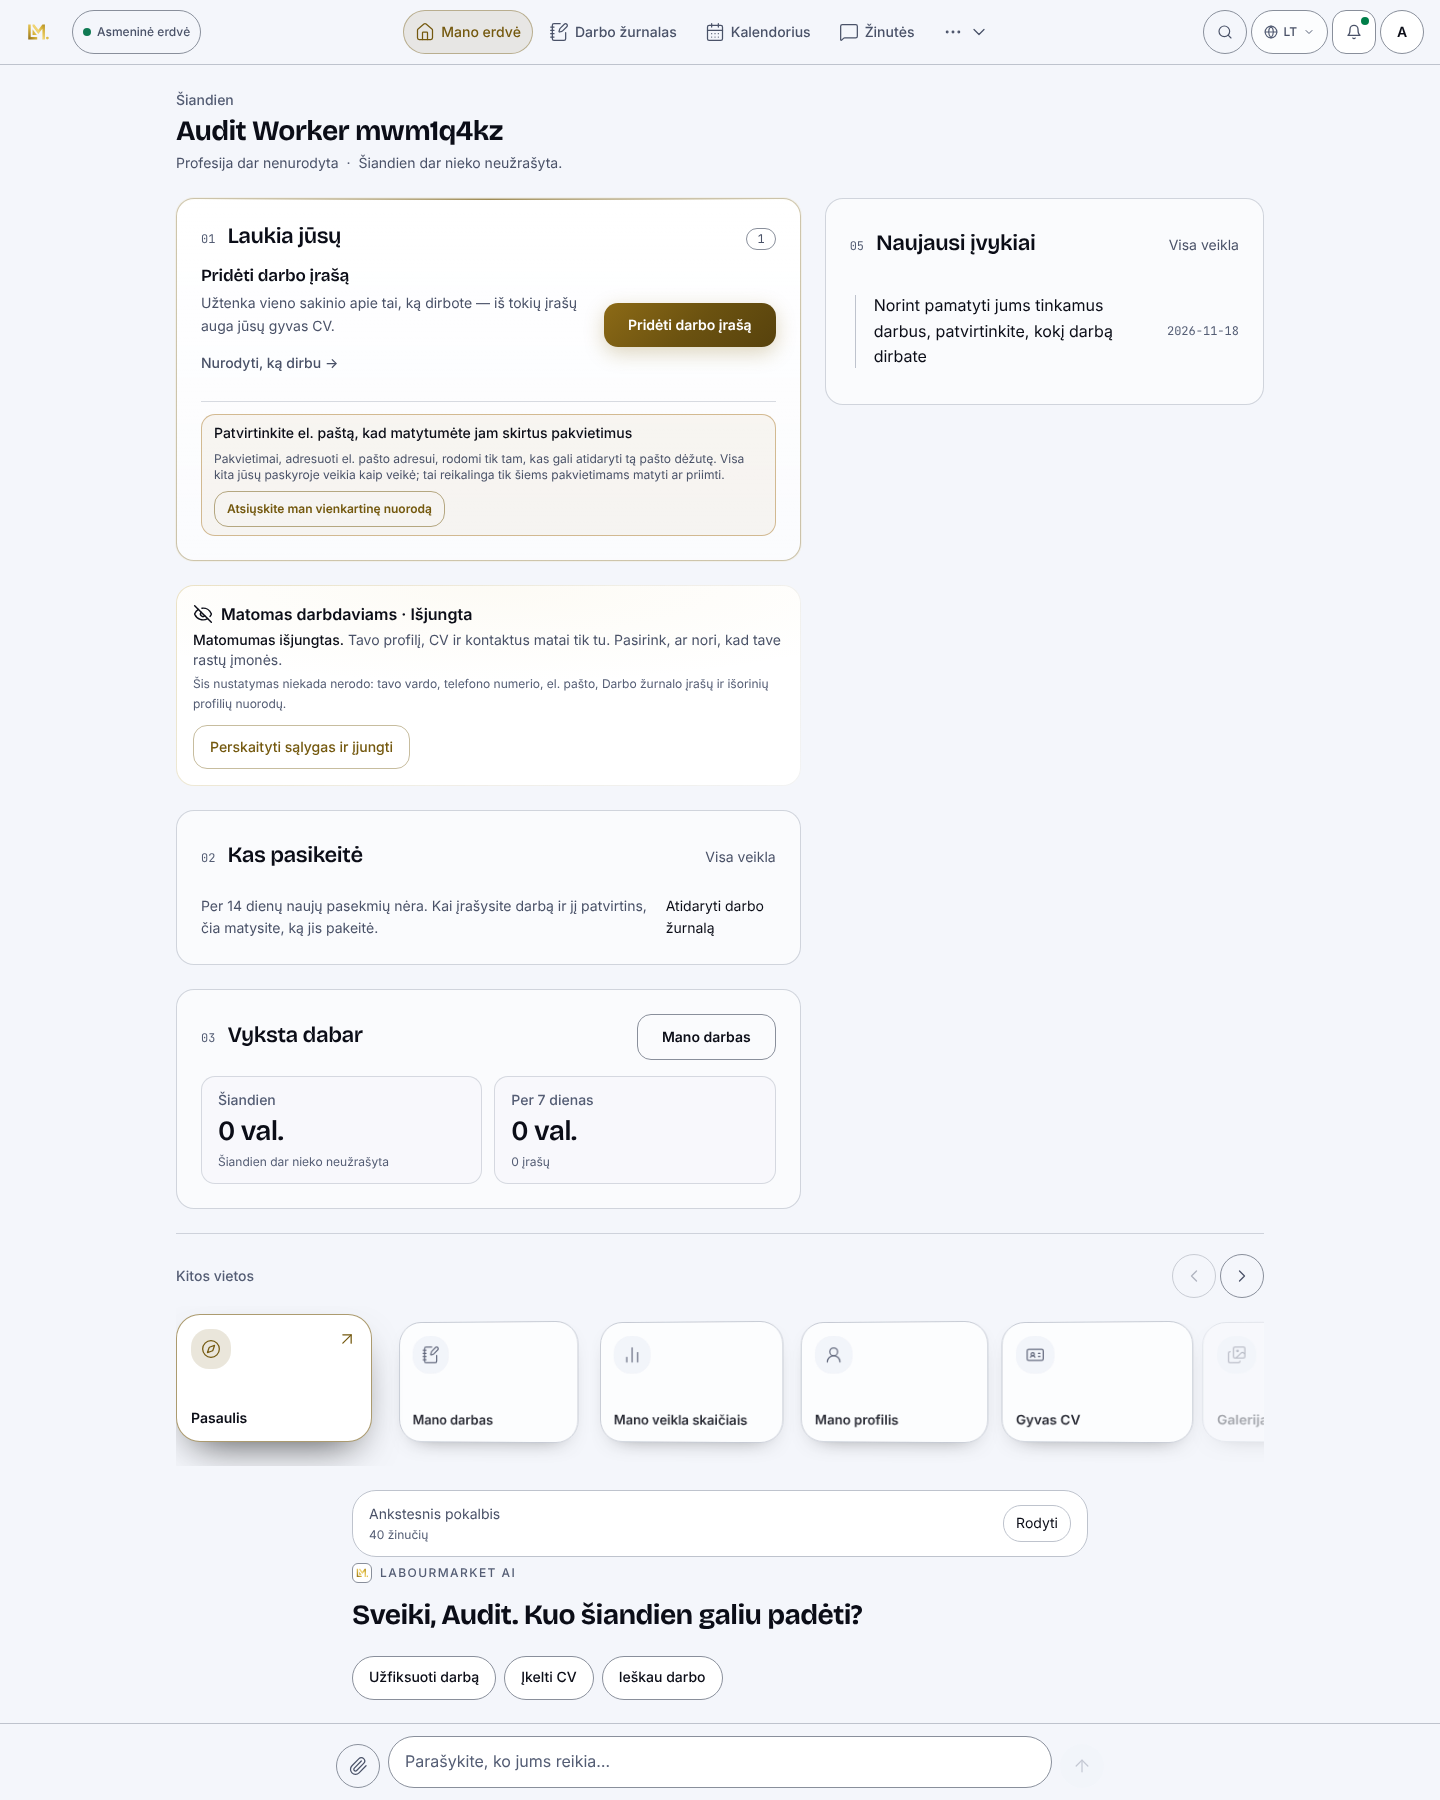 LM.
Asmeninė erdvė
Mano erdvė
Darbo žurnalas
Kalendorius
Žinutės
LT
A
Šiandien
Audit Worker mwm1q4kz
Profesija dar nenurodyta · Šiandien dar nieko neužrašyta.
01 Laukia jūsų
1
Pridėti darbo įrašą
Užtenka vieno sakinio apie tai, ką dirbote — iš tokių įrašų
auga jūsų gyvas CV.
Pridėti darbo įrašą
Nurodyti, ką dirbu →
Patvirtinkite el. paštą, kad matytumėte jam skirtus pakvietimus
Pakvietimai, adresuoti el. pašto adresui, rodomi tik tam, kas gali atidaryti tą pašto dėžutę. Visa
kita jūsų paskyroje veikia kaip veikė; tai reikalinga tik šiems pakvietimams matyti ar priimti.
Atsiųskite man vienkartinę nuorodą
05 Naujausi įvykiai
Visa veikla
Norint pamatyti jums tinkamus
darbus, patvirtinkite, kokį darbą
dirbate
2026-11-18
Matomas darbdaviams · Išjungta
Matomumas išjungtas. Tavo profilį, CV ir kontaktus matai tik tu. Pasirink, ar nori, kad tave
rastų įmonės.
Šis nustatymas niekada nerodo: tavo vardo, telefono numerio, el. pašto, Darbo žurnalo įrašų ir išorinių
profilių nuorodų.
Perskaityti sąlygas ir įjungti
02 Kas pasikeitė
Visa veikla
Per 14 dienų naujų pasekmių nėra. Kai įrašysite darbą ir jį patvirtins,
čia matysite, ką jis pakeitė.
Atidaryti darbo
žurnalą
03 Vyksta dabar
Mano darbas
Šiandien
0 val.
Šiandien dar nieko neužrašyta
Per 7 dienas
0 val.
0 įrašų
Kitos vietos
Pasaulis
Mano darbas
Mano veikla skaičiais
Mano profilis
Gyvas CV
Galerija
Ankstesnis pokalbis
40 žinučių
Rodyti
LM LABOURMARKET AI
Sveiki, Audit. Kuo šiandien galiu padėti?
Užfiksuoti darbą
Įkelti CV
Ieškau darbo
Parašykite, ko jums reikia...